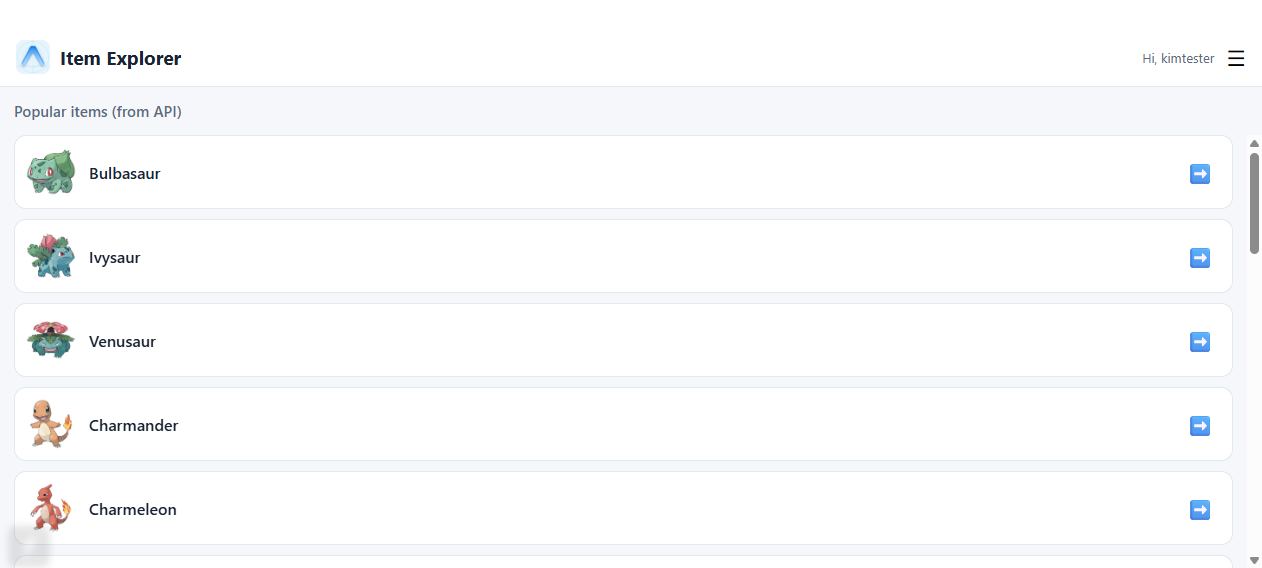 Item Explorer
Hi, kimtester
Popular items (from API)
Bulbasaur
Ivysaur
Venusaur
Charmander
Charmeleon